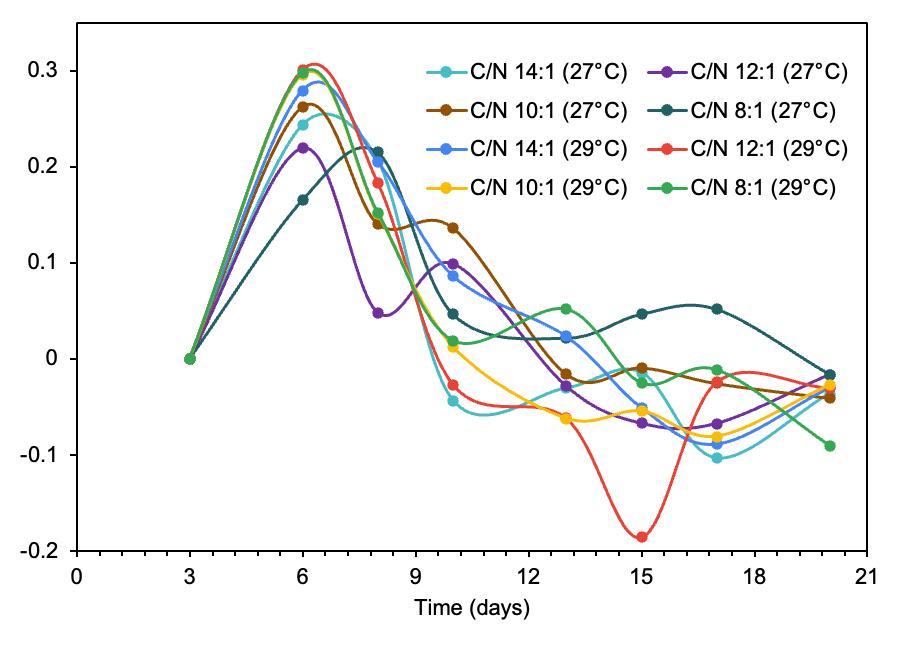 0.3
0.2
0.1
0
-0.1
-0.2
C/N 14:1 (27°C) C/N 12:1 (27°C)
C/N 10:1 (27°C) C/N 8:1 (27°C)
C/N 14:1 (29°C) C/N 12:1 (29°C)
C/N 10:1 (29°C) C/N 8:1 (29°C)
0 3 6 9 12 15 18 21
Time (days)